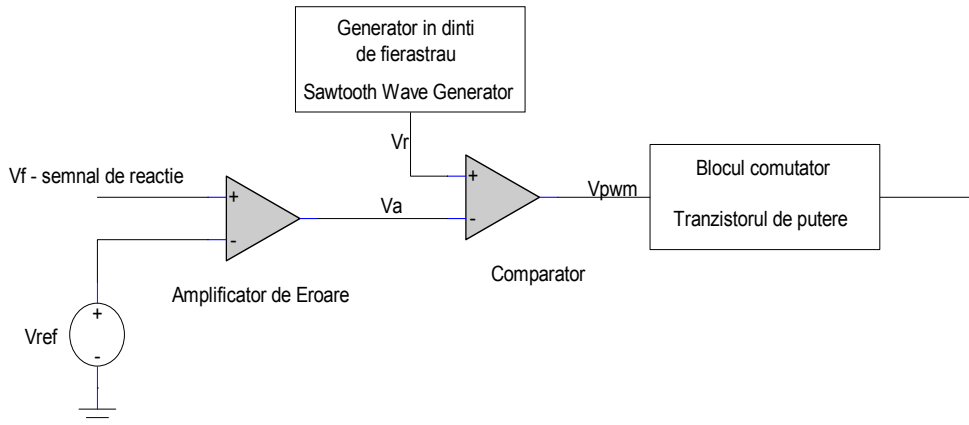 Generator in dinti
de fierastrau
Sawtooth Wave Generator
Vr
Vf - semnal de reactie
+
-
Va
+
-
Vpwm
Blocul comutator
Tranzistorul de putere
Comparator
Amplificator de Eroare
Vref
+
-